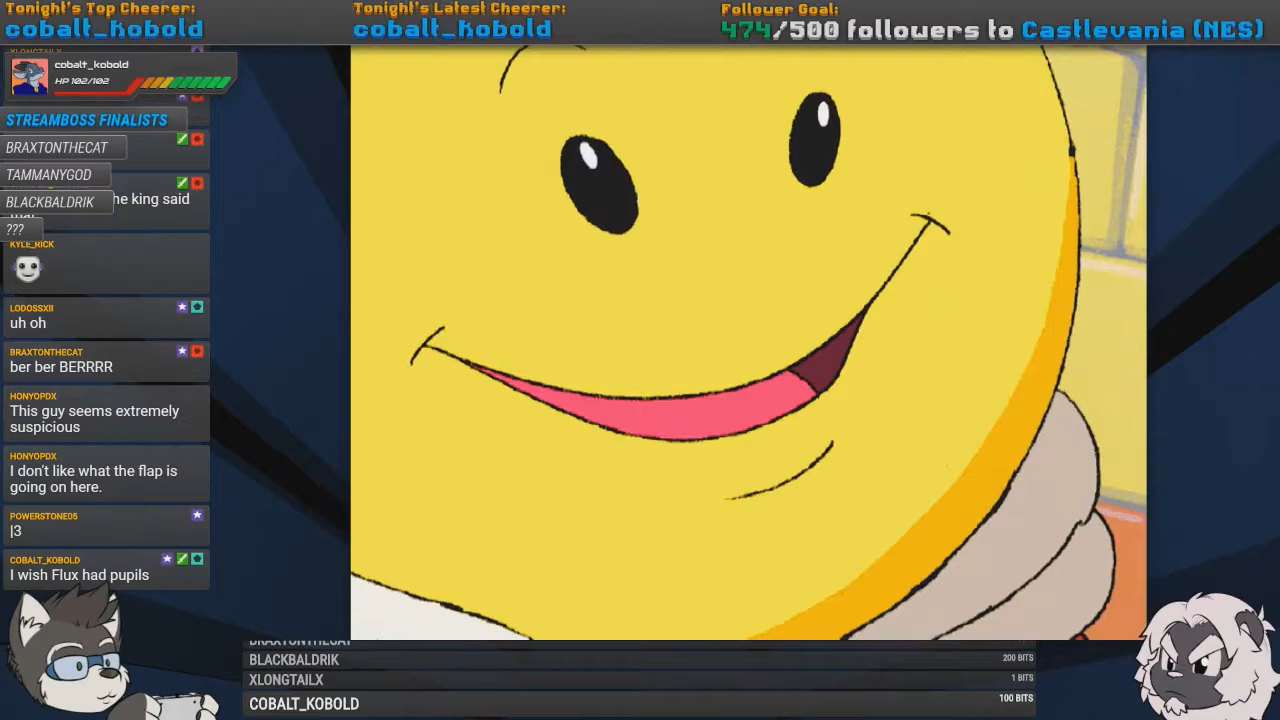 Tonight's Top Cheerer:
cobalt_kobold
Tonight's Latest Cheerer:
cobalt_kobold
Follower Goal:
474/500 followers to Castlevania (NES)
XLONGTAILX
cobalt_kobold
HP 102/102
STREAMBOSS FINALISTS
BRAXTONTHECAT
TAMMANYGOD
he king said
BLACKBALDRIK
???
KYLE_RICK
LODOSSXII
uh oh
BRAXTONTHECAT
ber ber BERRRR
HONYOPDX
This guy seems extremely
suspicious
HONYOPDX
I don't like what the flap is
going on here.
POWERSTONE05
|3
COBALT_KOBOLD
I wish Flux had pupils
BRAXTONTHECAT
BLACKBALDRIK 200 BITS
XLONGTAILX 1 BITS
COBALT_KOBOLD 100 BITS